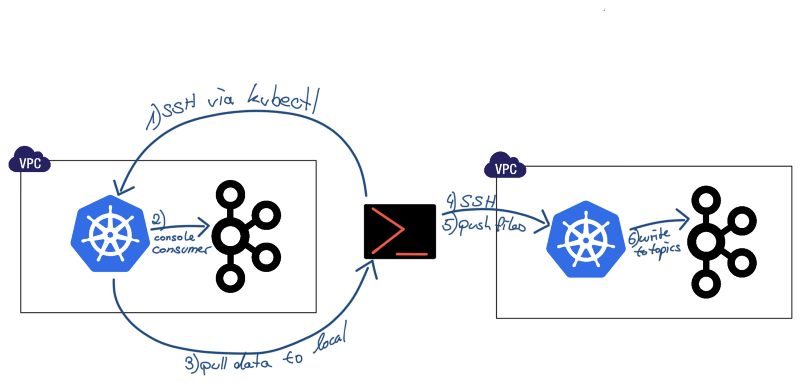 1) SSH via kubectl
VPC
2)
console
consumer
3) pull data to local
VPC
4) SSH
5) push files
6) write
to topics